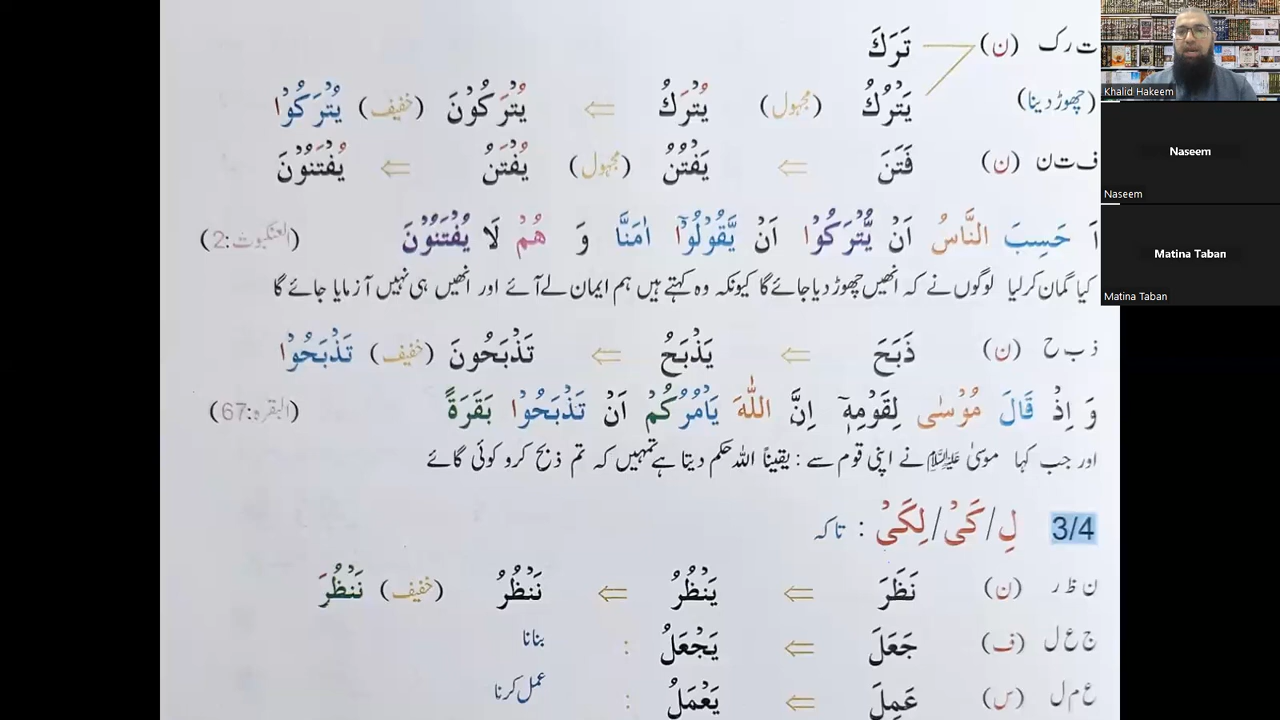 ت ر ک (ن) تَرَكَ
(چھوڑ دینا) يَتْرُكُ (مجہول) يُتْرَكُ ⇐ يُتْرَكُوْنَ (خفیف) يُتْرَكُوْا
ف ت ن (ن) فَتَنَ ⇐ يَفْتُنُ (مجہول) يُفْتَنُ ⇐ يُفْتَنُوْنَ
اَ حَسِبَ النَّاسُ اَنْ يُّتْرَكُوْا اَنْ يَّقُوْلُوْٓا اٰمَنَّا وَ هُمْ لَا يُفْتَنُوْنَ (العنکبوت:2)
کیا گمان کر لیا لوگوں نے کہ انھیں چھوڑ دیا جائے گا کیونکہ وہ کہتے ہیں ہم ایمان لے آئے اور انھیں ہی نہیں آزمایا جائے گا
ذ ب ح (ن) ذَبَحَ ⇐ يَذْبَحُ ⇐ تَذْبَحُونَ (خفیف) تَذْبَحُوْا
وَ اِذْ قَالَ مُوْسٰى لِقَوْمِهٖٓ اِنَّ اللّٰهَ يَاْمُرُكُمْ اَنْ تَذْبَحُوْا بَقَرَةً (البقرہ:67)
اور جب کہا موسیٰ علیہ السلام نے اپنی قوم سے : یقیناً اللہ حکم دیتا ہے تمہیں کہ تم ذبح کرو کوئی گائے
3/4 لِ/كَىْ/لِكَىْ : تاکہ
ن ظ ر (ن) نَظَرَ ⇐ يَنْظُرُ ⇐ نَنْظُرُ (خفیف) نَنْظُرَ
ج ع ل (ف) جَعَلَ ⇐ يَجْعَلُ : بنانا
ع م ل (س) عَمِلَ ⇐ يَعْمَلُ : عمل کرنا
Khalid Hakeem
Naseem
Naseem
Matina Taban
Matina Taban